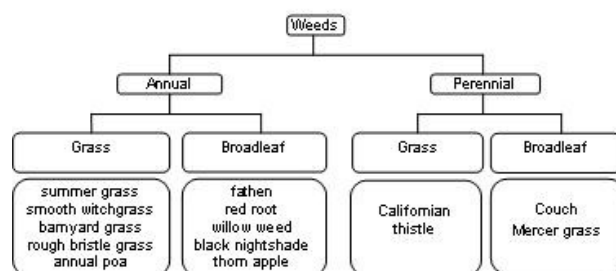 Weeds
Annual
Perennial
Grass
Broadleaf
Grass
Broadleaf
summer grass
smooth witchgrass
barnyard grass
rough bristle grass
annual poa
fathen
red root
willow weed
black nightshade
thorn apple
Californian
thistle
Couch
Mercer grass